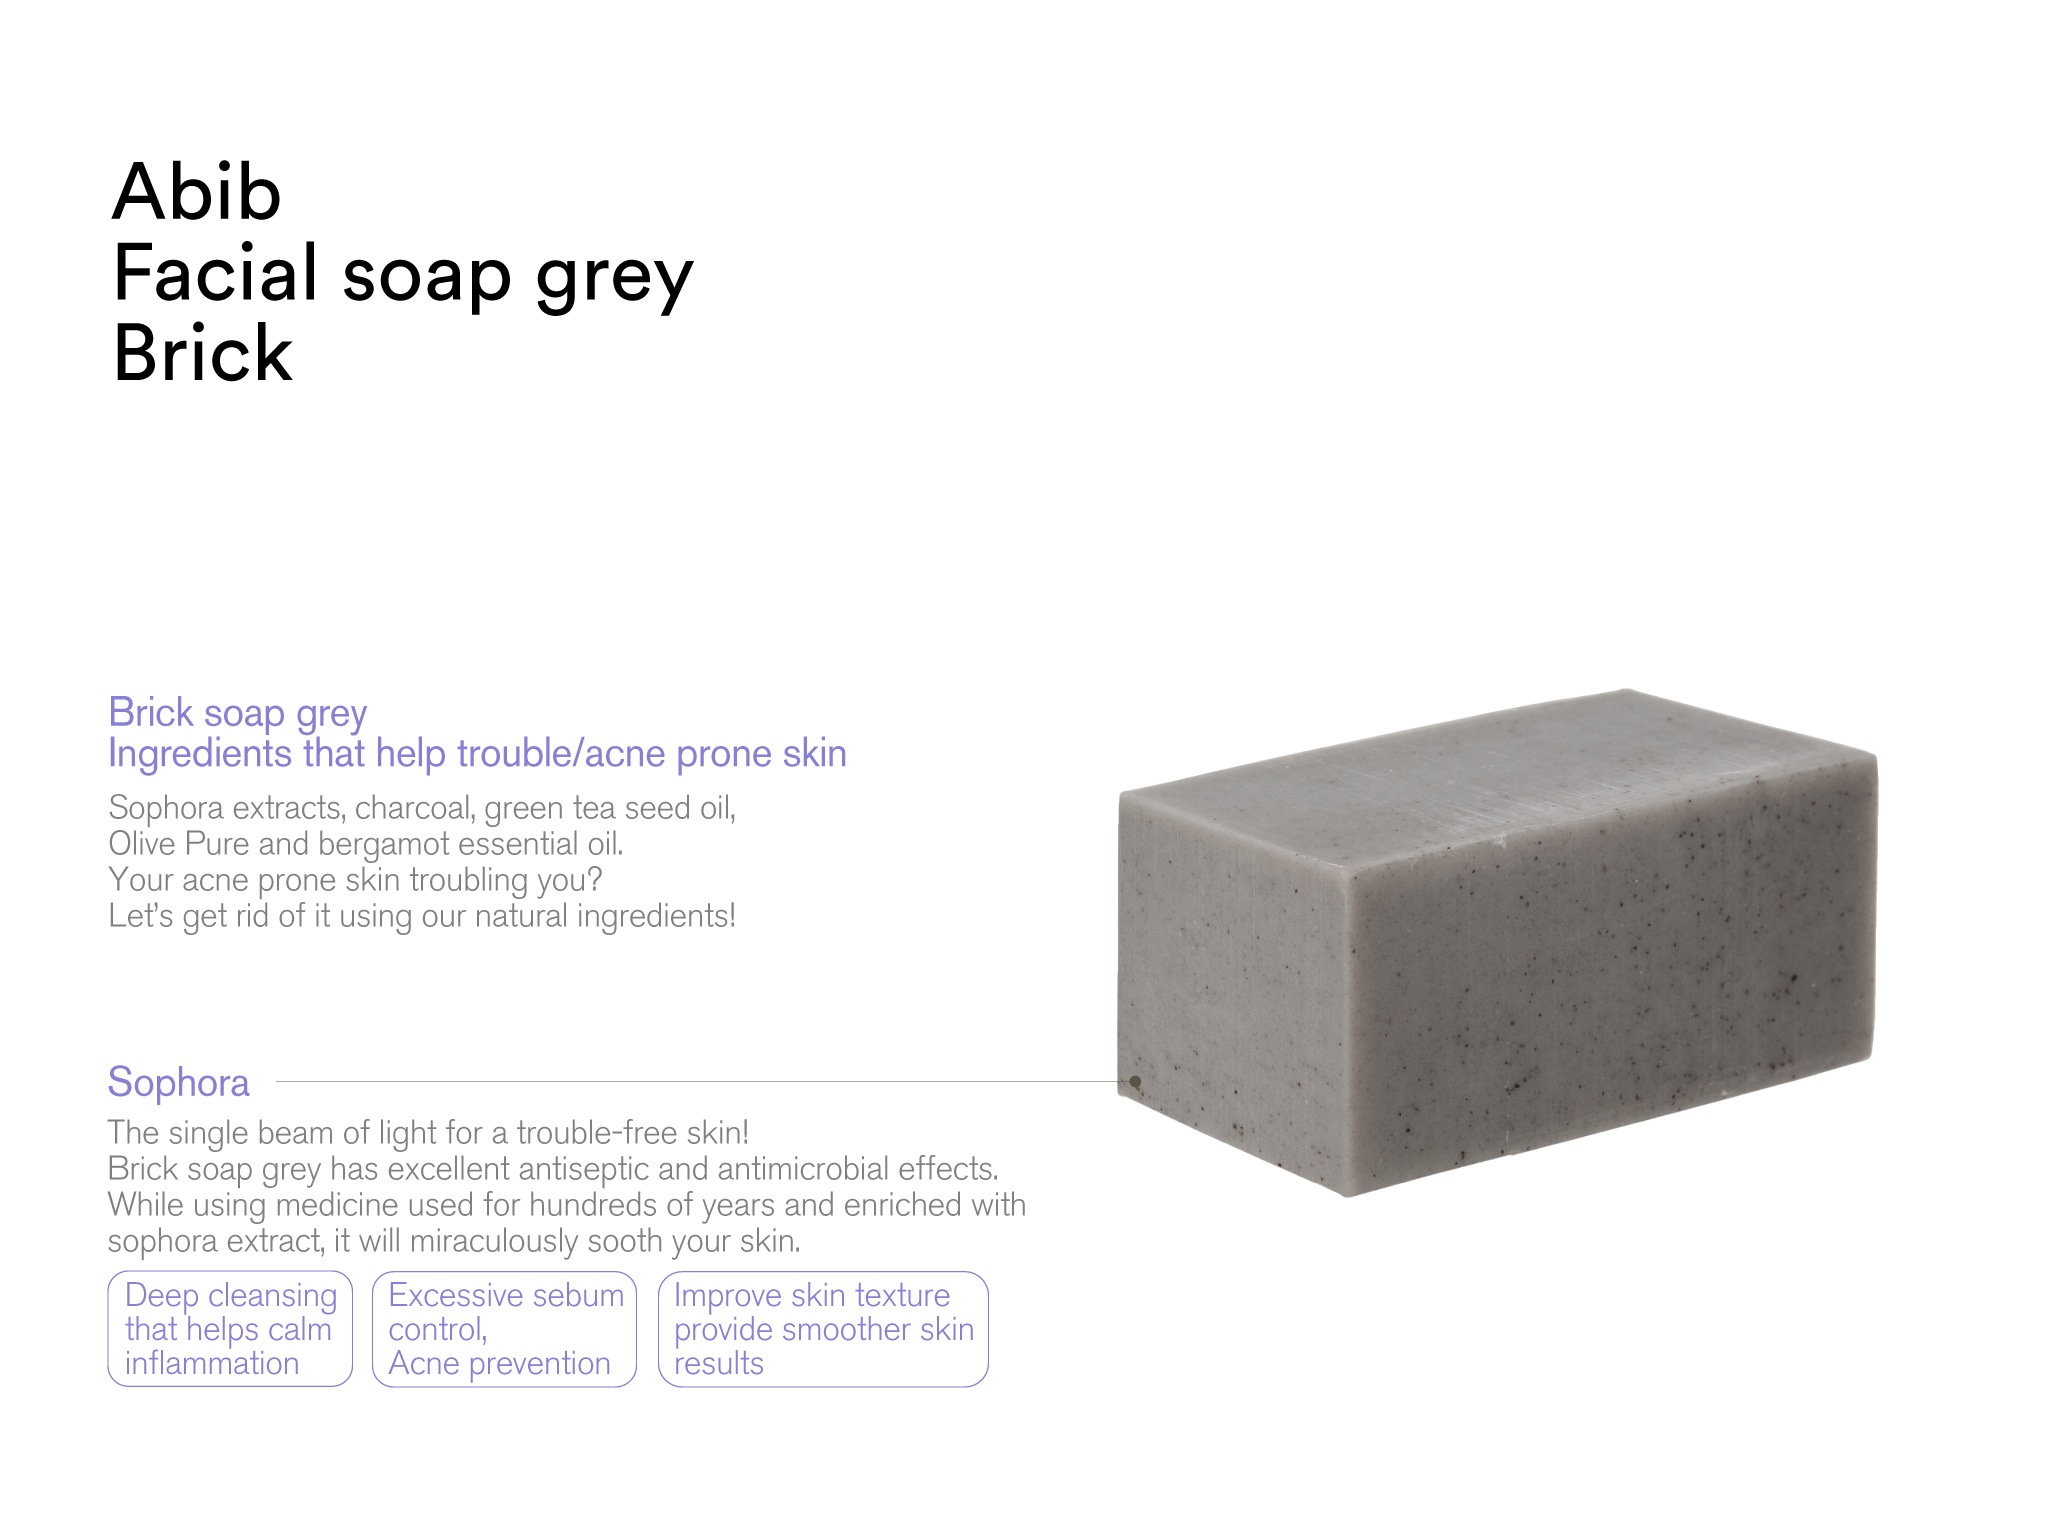 Abib
Facial soap grey
Brick
Brick soap grey
Ingredients that help trouble/acne prone skin
Sophora extracts, charcoal, green tea seed oil,
Olive Pure and bergamot essential oil.
Your acne prone skin troubling you?
Let's get rid of it using our natural ingredients!
Sophora
The single beam of light for a trouble-free skin!
Brick soap grey has excellent antiseptic and antimicrobial effects.
While using medicine used for hundreds of years and enriched with
sophora extract, it will miraculously sooth your skin.
Deep cleansing
that helps calm
inflammation
Excessive sebum
control,
Acne prevention
Improve skin texture
provide smoother skin
results